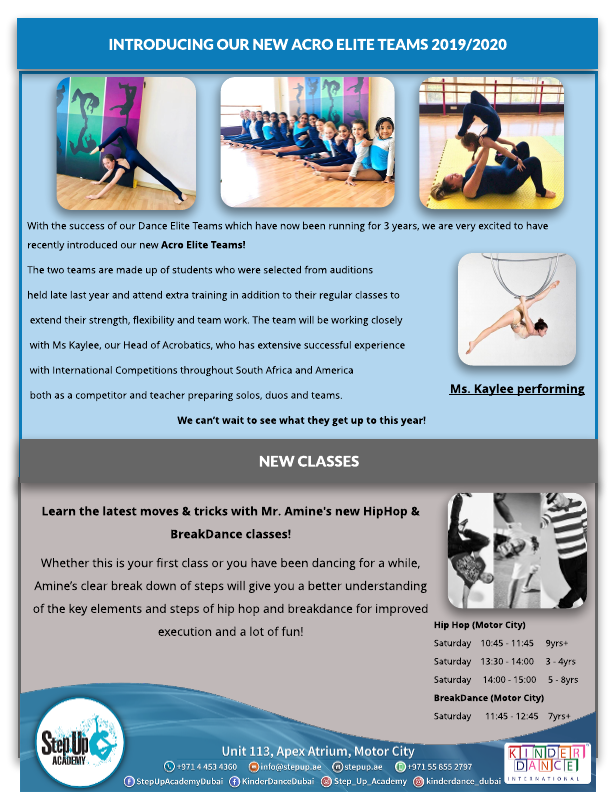 INTRODUCING OUR NEW ACRO ELITE TEAMS 2019/2020
With the success of our Dance Elite Teams which have now been running for 3 years, we are very excited to have
recently introduced our new Acro Elite Teams!
The two teams are made up of students who were selected from auditions
held late last year and attend extra training in addition to their regular classes to
extend their strength, flexibility and team work. The team will be working closely
with Ms Kaylee, our Head of Acrobatics, who has extensive successful experience
with International Competitions throughout South Africa and America
both as a competitor and teacher preparing solos, duos and teams.
Ms. Kaylee performing
We can't wait to see what they get up to this year!
NEW CLASSES
Learn the latest moves & tricks with Mr. Amine's new HipHop &
BreakDance classes!
Whether this is your first class or you have been dancing for a while,
Amine's clear break down of steps will give you a better understanding
of the key elements and steps of hip hop and breakdance for improved
execution and a lot of fun!
Hip Hop (Motor City)
Saturday 10:45 - 11:45 9yrs+
Saturday 13:30 - 14:00 3 - 4yrs
Saturday 14:00 - 15:00 5 - 8yrs
BreakDance (Motor City)
Saturday 11:45 - 12:45 7yrs+
Step Up
ACADEMY
Unit 113, Apex Atrium, Motor City
+971 4 453 4360 info@stepup.ae stepup.ae +971 55 855 2797
StepUpAcademyDubai KinderDanceDubai Step_Up_Academy kinderdance_dubai
KINDER
DANCE
INTERNATIONAL